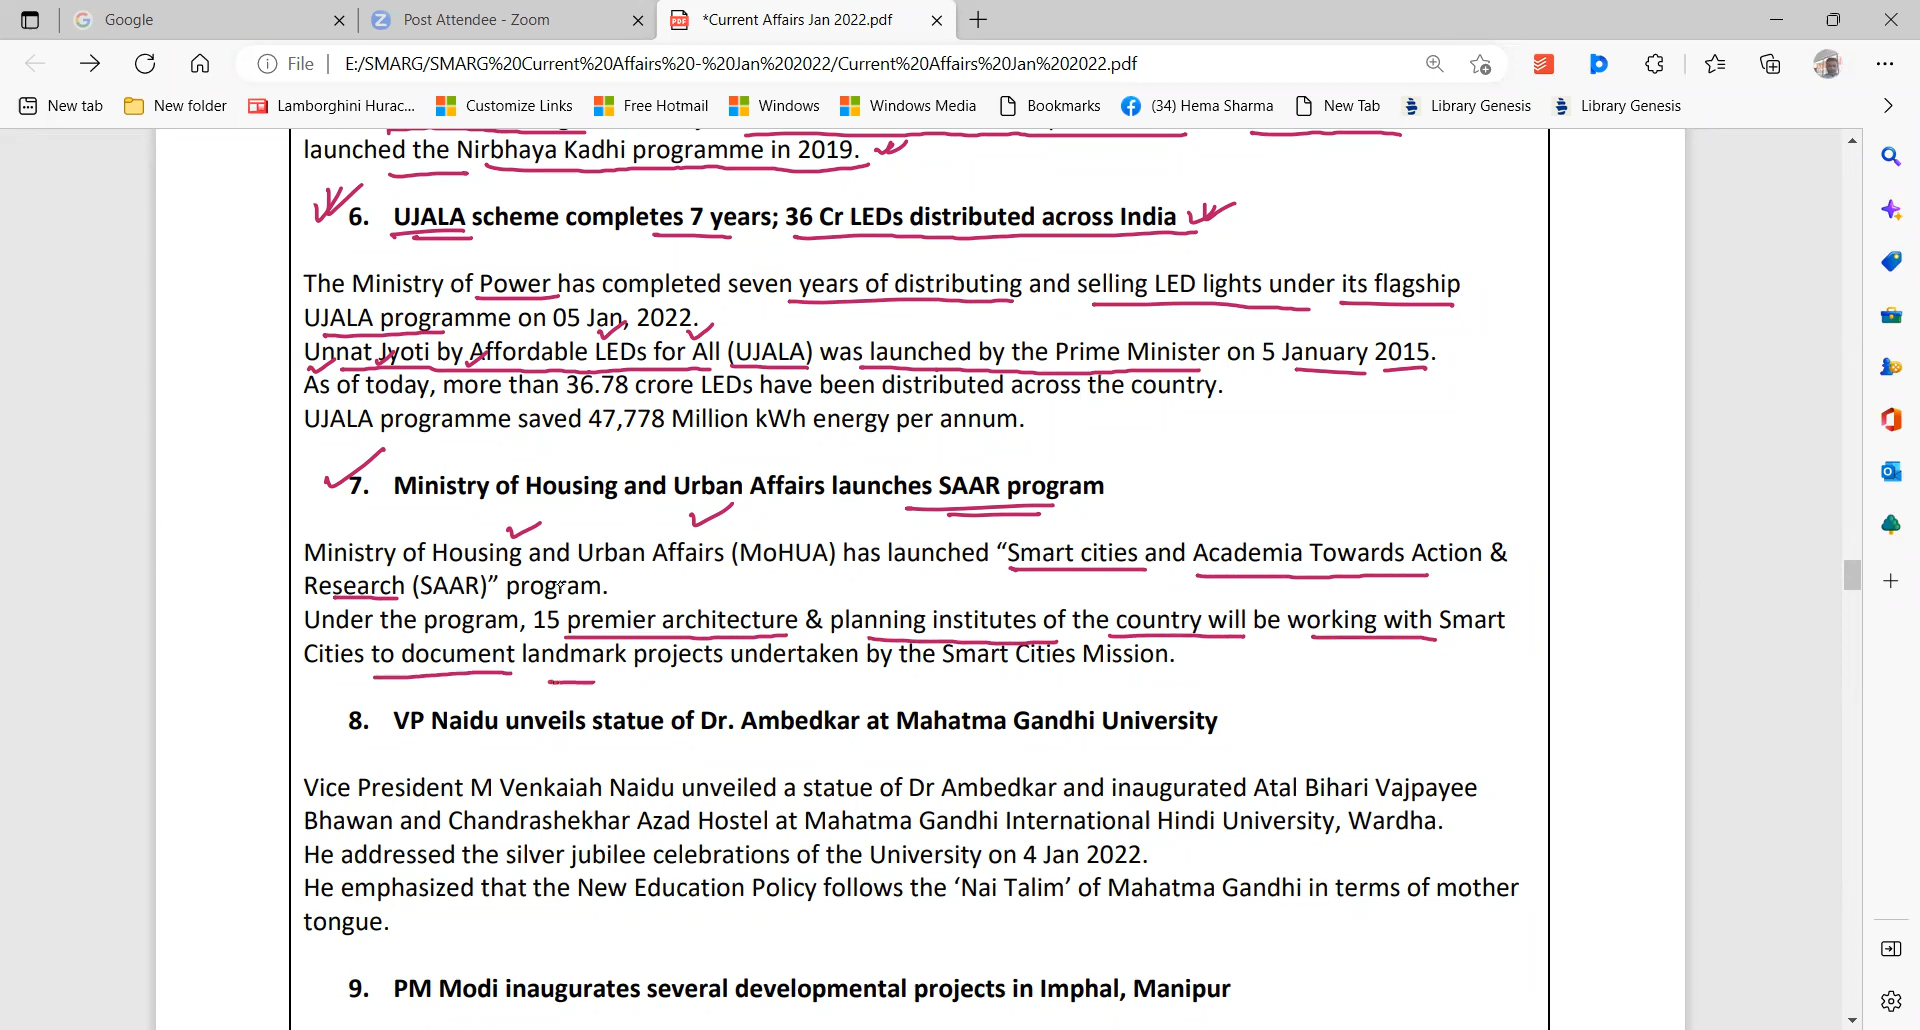 Google
Post Attendee - Zoom
*Current Affairs Jan 2022.pdf
File
E:/SMARG/SMARG%20Current%20Affairs%20-%20Jan%202022/Current%20Affairs%20Jan%202022.pdf
New tab
New folder
Lamborghini Hurac...
Customize Links
Free Hotmail
Windows
Windows Media
Bookmarks
(34) Hema Sharma
New Tab
Library Genesis
Library Genesis
launched the Nirbhaya Kadhi programme in 2019.
6. UJALA scheme completes 7 years; 36 Cr LEDs distributed across India
The Ministry of Power has completed seven years of distributing and selling LED lights under its flagship
UJALA programme on 05 Jan, 2022.
Unnat Jyoti by Affordable LEDs for All (UJALA) was launched by the Prime Minister on 5 January 2015.
As of today, more than 36.78 crore LEDs have been distributed across the country.
UJALA programme saved 47,778 Million kWh energy per annum.
7. Ministry of Housing and Urban Affairs launches SAAR program
Ministry of Housing and Urban Affairs (MoHUA) has launched “Smart cities and Academia Towards Action &
Research (SAAR)” program.
Under the program, 15 premier architecture & planning institutes of the country will be working with Smart
Cities to document landmark projects undertaken by the Smart Cities Mission.
8. VP Naidu unveils statue of Dr. Ambedkar at Mahatma Gandhi University
Vice President M Venkaiah Naidu unveiled a statue of Dr Ambedkar and inaugurated Atal Bihari Vajpayee
Bhawan and Chandrashekhar Azad Hostel at Mahatma Gandhi International Hindi University, Wardha.
He addressed the silver jubilee celebrations of the University on 4 Jan 2022.
He emphasized that the New Education Policy follows the ‘Nai Talim’ of Mahatma Gandhi in terms of mother
tongue.
9. PM Modi inaugurates several developmental projects in Imphal, Manipur